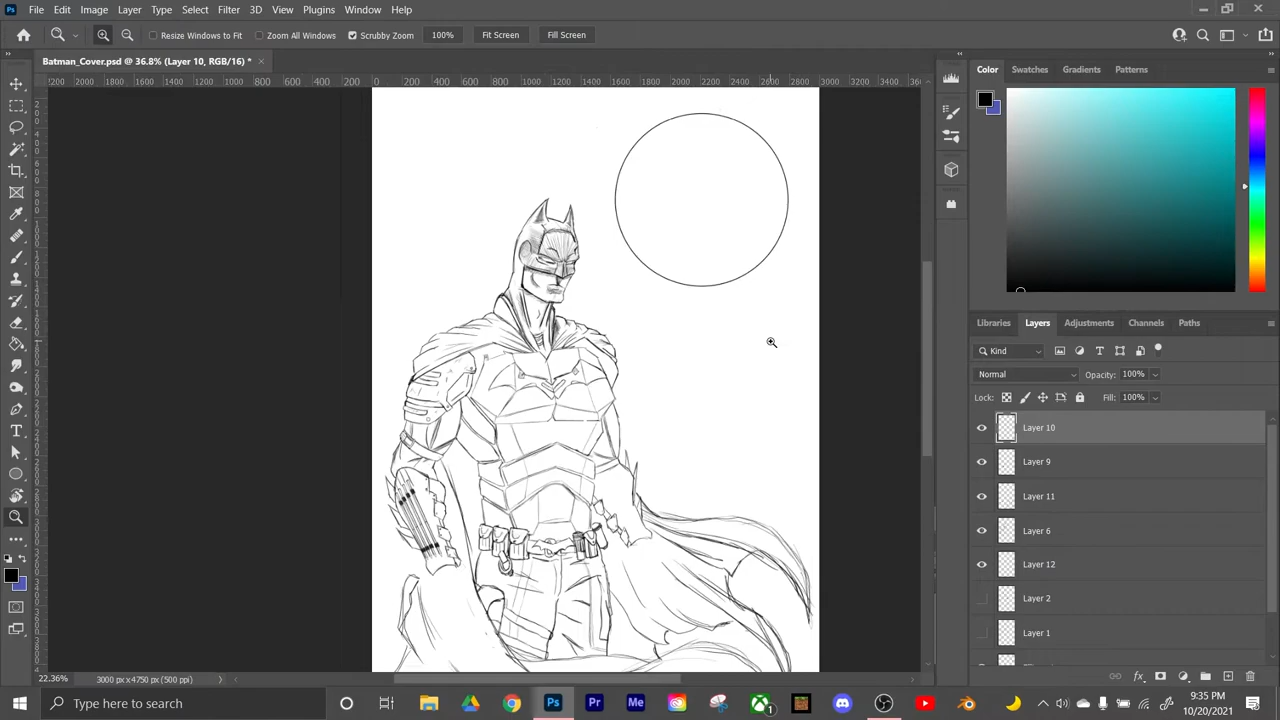 Ps File Edit Image Layer Type Select Filter 3D View Plugins Window Help
Resize Windows to Fit Zoom All Windows Scrubby Zoom 100% Fit Screen Fill Screen
Batman_Cover.psd @ 36.8% (Layer 10, RGB/16) *
Color Swatches Gradients Patterns
1200 1000 800 600 400 200 0 200 400 600 800 1000 1200 1400 1600 1800 2000 2200 2400 2600 2800 3000 3200 3400
Libraries Layers Adjustments Channels Paths
Kind
Normal Opacity: 100%
Lock: Fill: 100%
Layer 10
Layer 9
Layer 11
Layer 6
Layer 12
Layer 2
Layer 1
22.36% 3000 px x 4750 px (500 ppi)
Type here to search Ps Pr Me 1 9:35 PM
10/20/2021